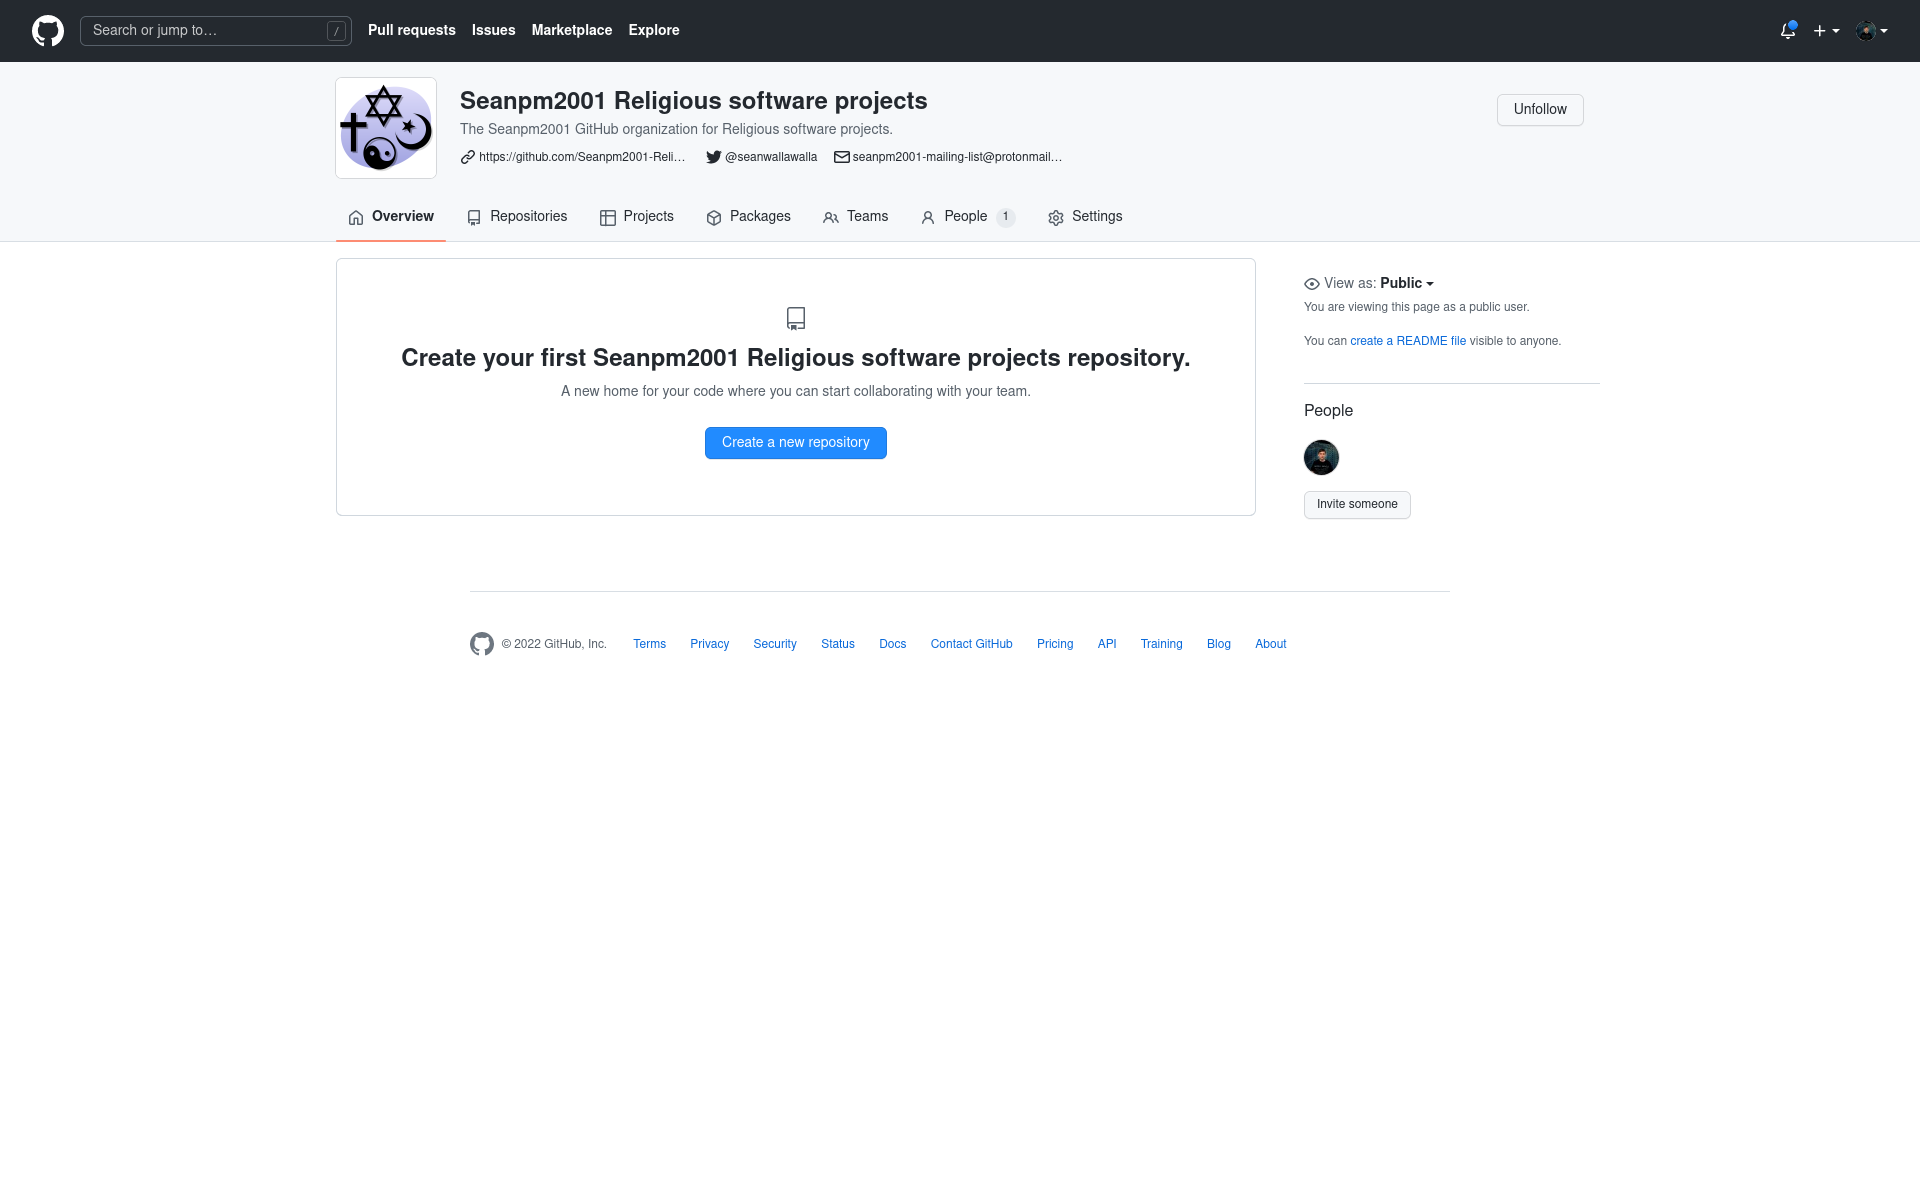 Search or jump to… /
Pull requests Issues Marketplace Explore
Seanpm2001 Religious software projects
The Seanpm2001 GitHub organization for Religious software projects.
https://github.com/Seanpm2001-Reli… @seanwallawalla seanpm2001-mailing-list@protonmail…
Unfollow
Overview Repositories Projects Packages Teams People 1 Settings
Create your first Seanpm2001 Religious software projects repository.
A new home for your code where you can start collaborating with your team.
Create a new repository
View as: Public
You are viewing this page as a public user.
You can create a README file visible to anyone.
People
Invite someone
© 2022 GitHub, Inc. Terms Privacy Security Status Docs Contact GitHub Pricing API Training Blog About